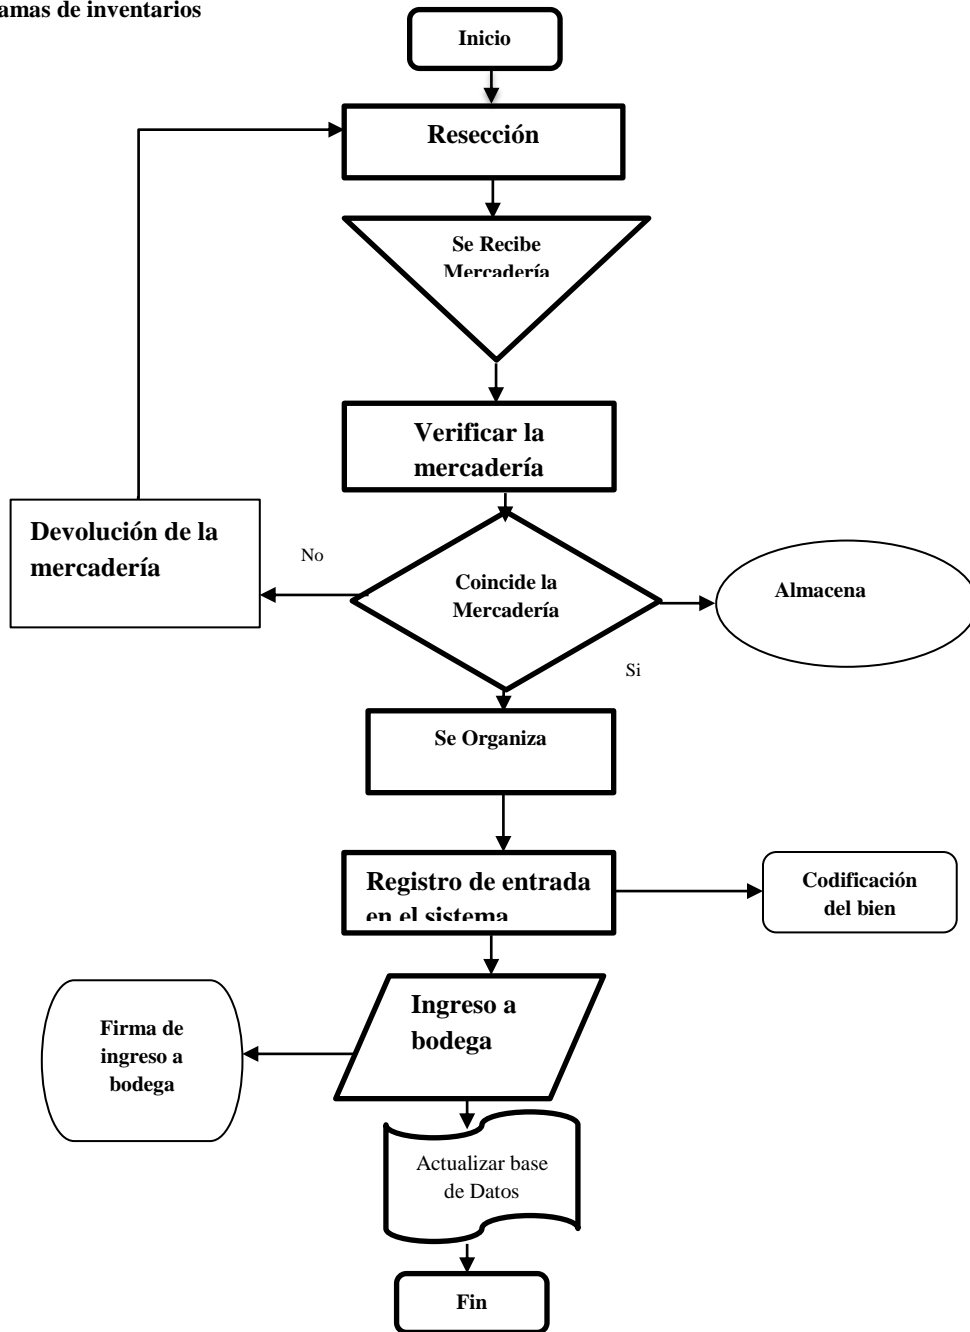 amas de inventarios
Inicio
Resección
Se Recibe
Mercadería
Verificar la
mercadería
Devolución de la
mercadería
No
Coincide la
Mercadería
Almacena
Si
Se Organiza
Registro de entrada
en el sistema
Codificación
del bien
Ingreso a
bodega
Firma de
ingreso a
bodega
Actualizar base
de Datos
Fin